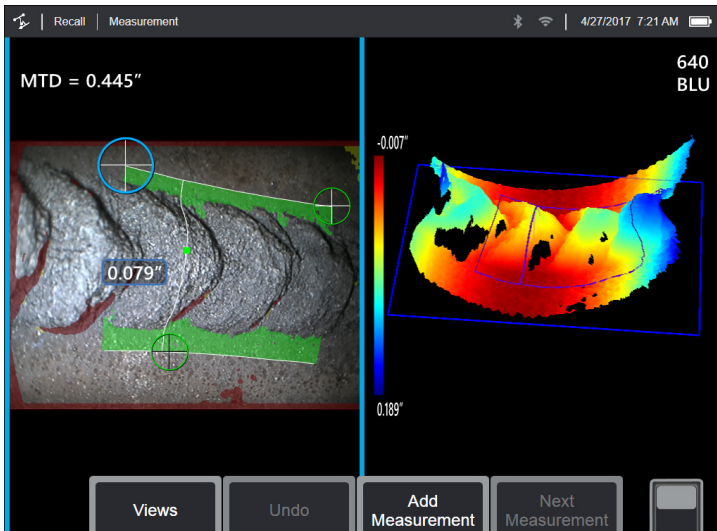 Recall | Measurement
4/27/2017 7:21 AM
MTD = 0.445"
0.079"
640
BLU
-0.007"
0.189"
Views
Undo
Add
Measurement
Next
Measurement